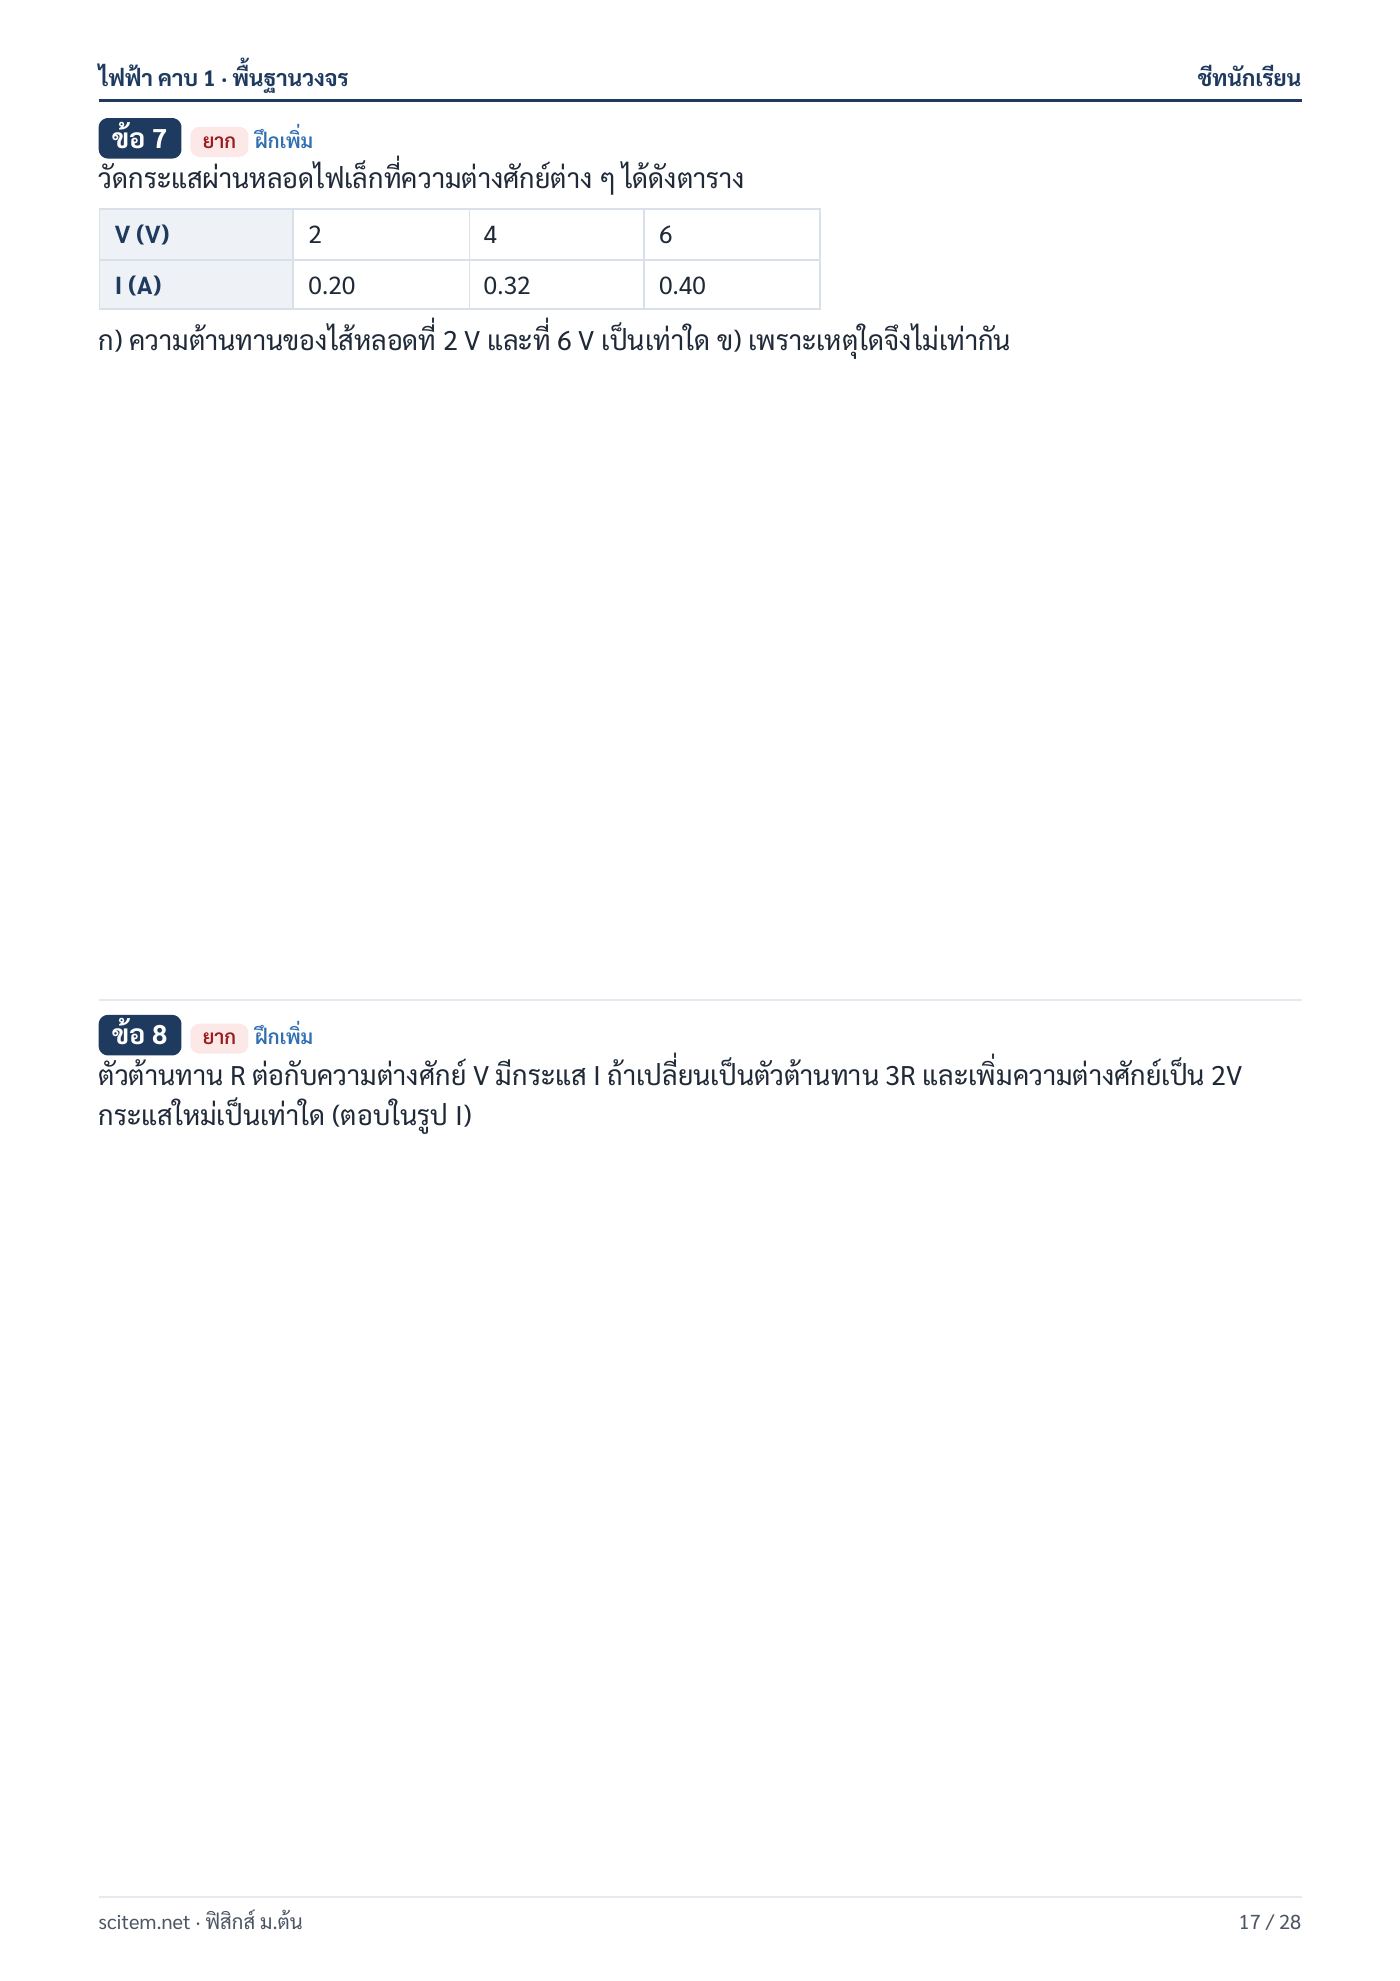 ไฟฟ้า คาบ 1 · พื้นฐานวงจร
ชีทนักเรียน
ข้อ 7 ยาก ฝึกเพิ่ม
วัดกระแสผ่านหลอดไฟเล็กที่ความต่างศักย์ต่าง ๆ ได้ดังตาราง
V (V) 2 4 6
I (A) 0.20 0.32 0.40
ก) ความต้านทานของไส้หลอดที่ 2 V และที่ 6 V เป็นเท่าใด ข) เพราะเหตุใดจึงไม่เท่ากัน
ข้อ 8 ยาก ฝึกเพิ่ม
ตัวต้านทาน R ต่อกับความต่างศักย์ V มีกระแส I ถ้าเปลี่ยนเป็นตัวต้านทาน 3R และเพิ่มความต่างศักย์เป็น 2V
กระแสใหม่เป็นเท่าใด (ตอบในรูป I)
scitem.net · ฟิสิกส์ ม.ต้น
17 / 28